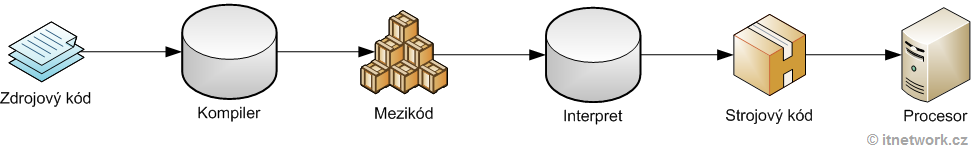 Zdrojový kód
Kompiler
Mezikód
Interpret
Strojový kód
Procesor
© itnetwork.cz